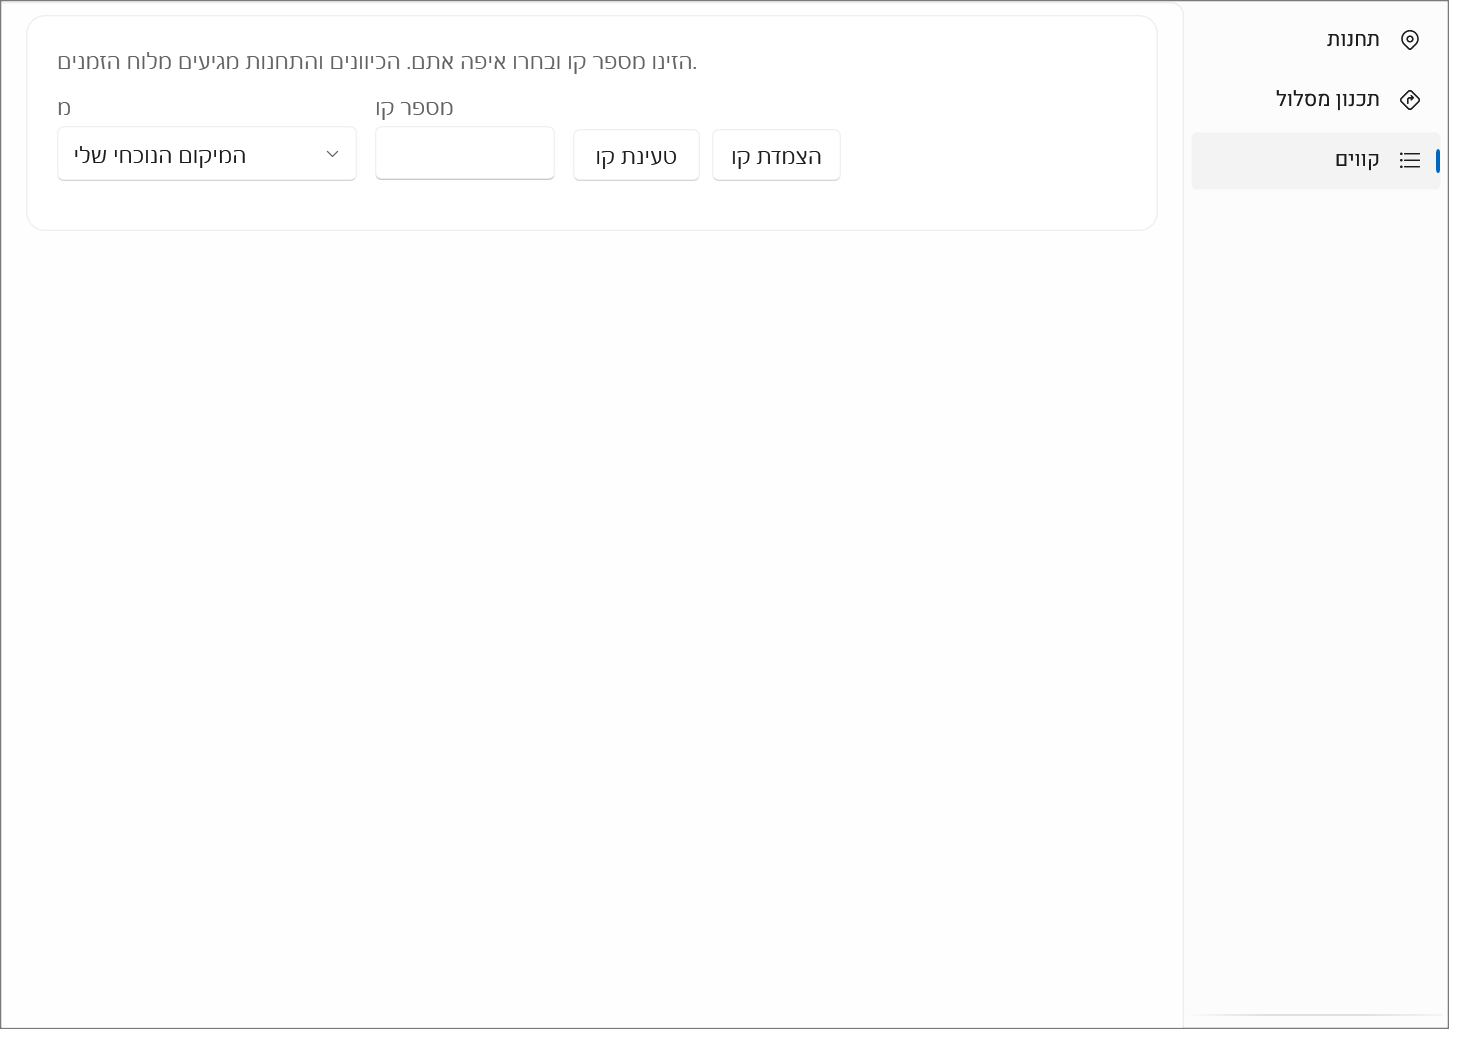 תחנות
תכנון מסלול
קווים
הזינו מספר קו ובחרו איפה אתם. הכיוונים והתחנות מגיעים מלוח הזמנים.
מ
המיקום הנוכחי שלי
מספר קו
טעינת קו
הצמדת קו